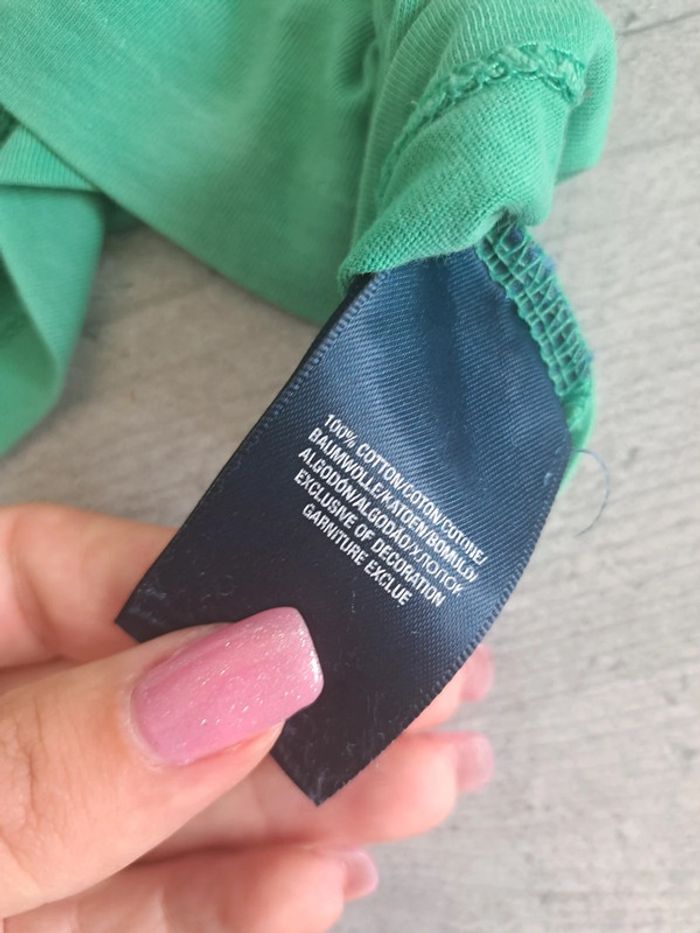 100% COTTON/COTON/COTONE/
BAUMWOLLE/KATOEN/BOMULD/
ALGODÓN/ALGODÃO/ХЛОПОК
EXCLUSIVE OF DECORATION
GARNITURE EXCLUE